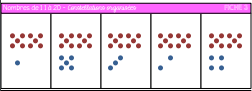 Nombres de 11 à 20 – Constellations organisées FICHE 3